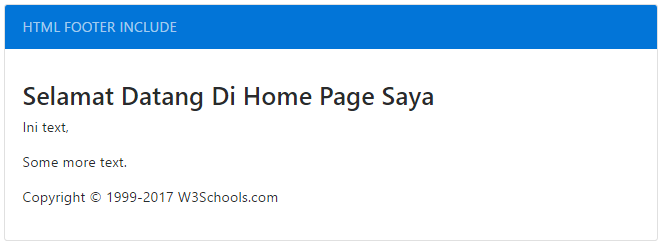 HTML FOOTER INCLUDE
Selamat Datang Di Home Page Saya
Ini text,
Some more text.
Copyright © 1999-2017 W3Schools.com